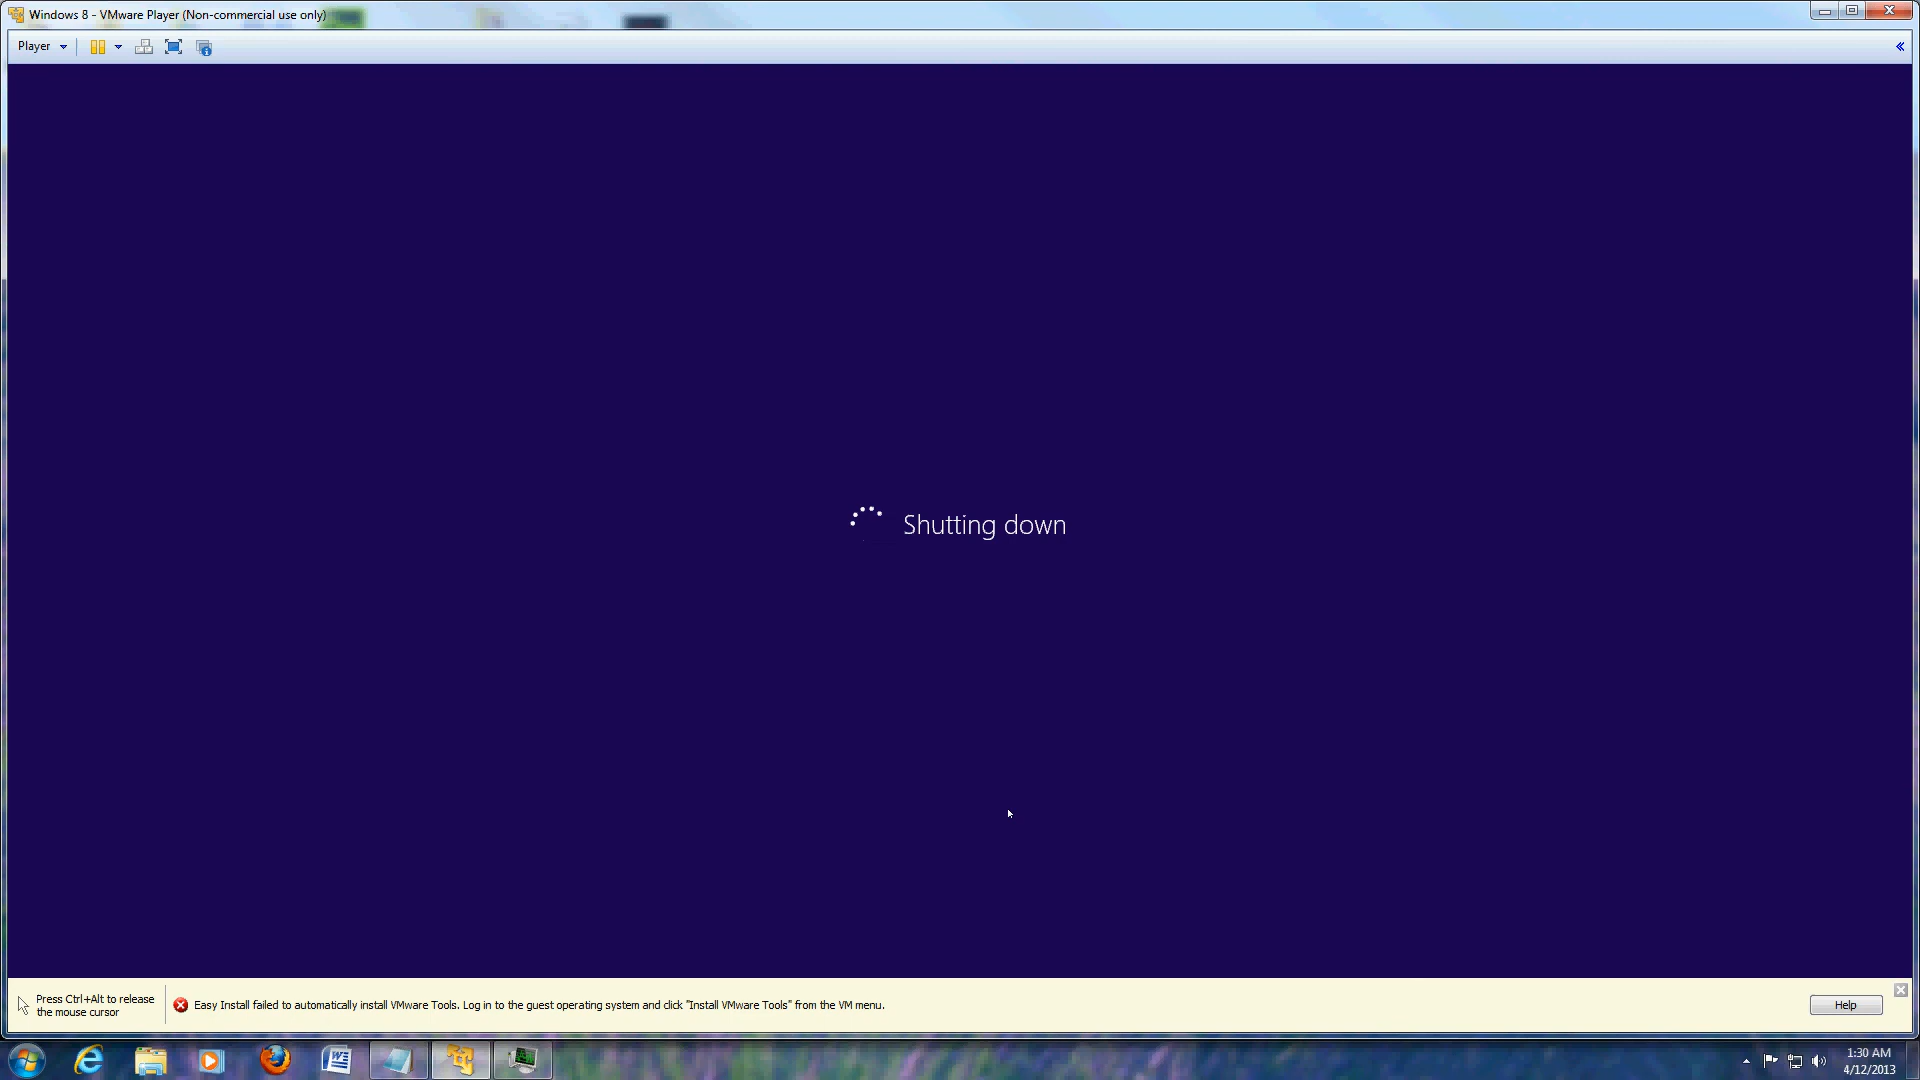 Windows 8 - VMware Player (Non-commercial use only)
Player
Shutting down
Press Ctrl+Alt to release
the mouse cursor
Easy Install failed to automatically install VMware Tools. Log in to the guest operating system and click "Install VMware Tools" from the VM menu.
Help
1:30 AM
4/12/2013